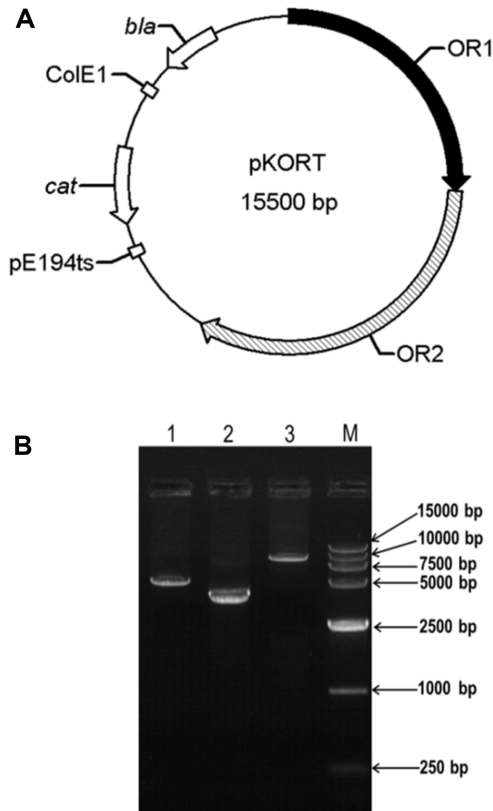 A
bla
OR1
ColE1
pKORT
15500 bp
cat
pE194ts
OR2
B
1 2 3 M
15000 bp
10000 bp
7500 bp
5000 bp
2500 bp
1000 bp
250 bp